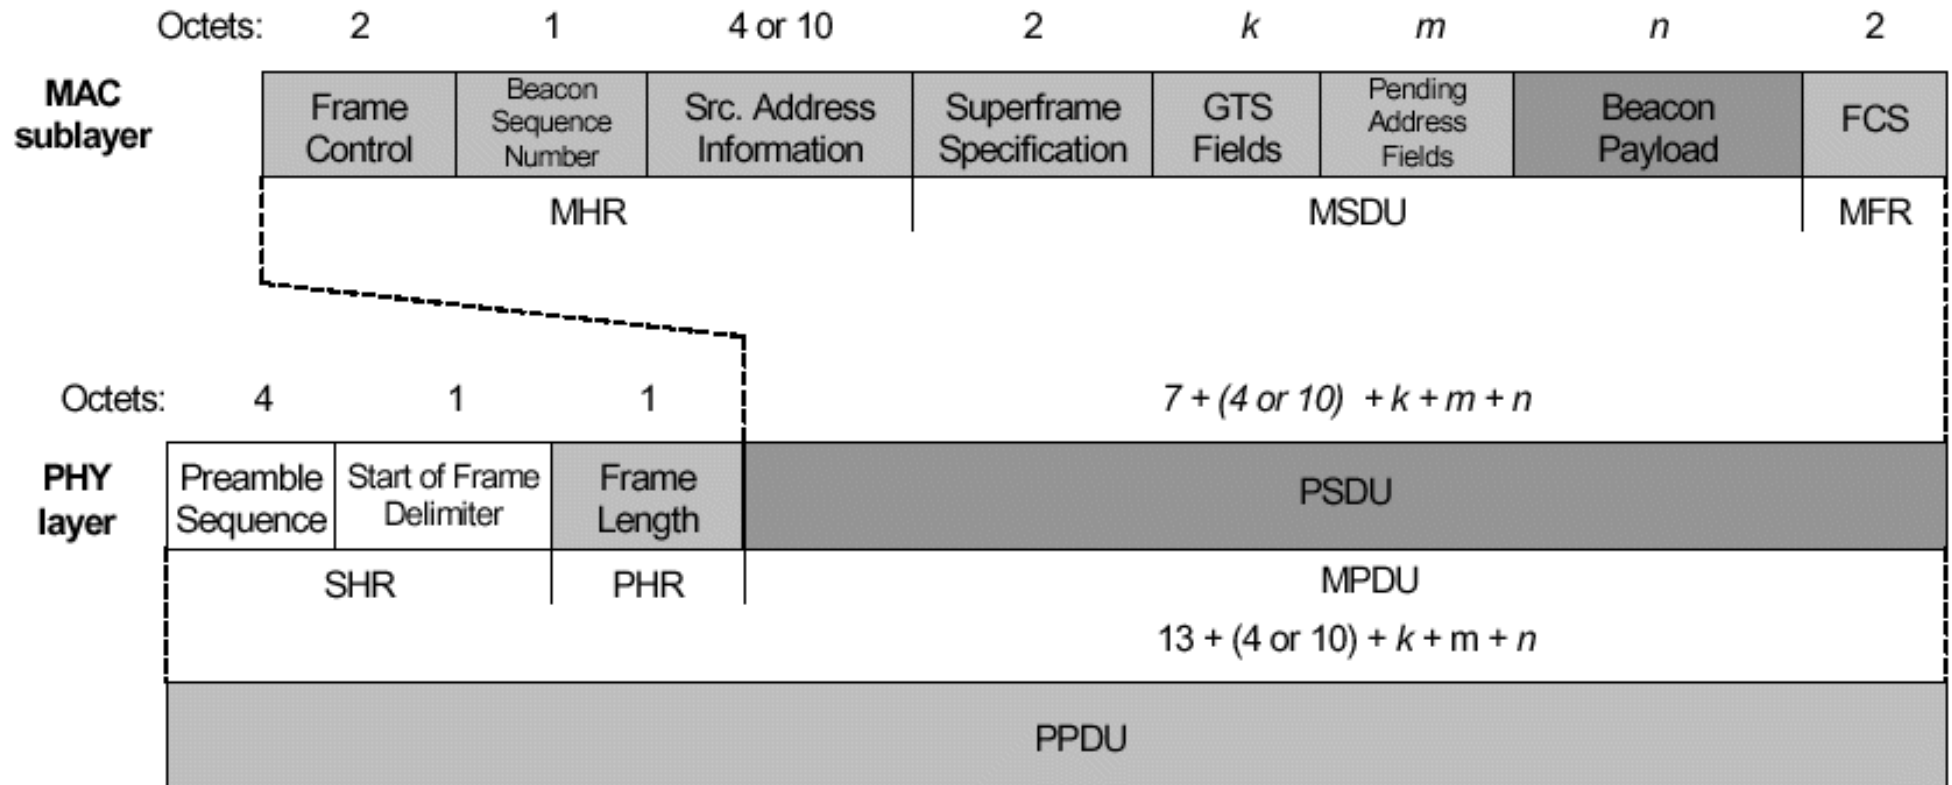 Octets: 2 1 4 or 10 2 k m n 2
MAC
sublayer
Frame
Control
Beacon
Sequence
Number
Src. Address
Information
Superframe
Specification
GTS
Fields
Pending
Address
Fields
Beacon
Payload
FCS
MHR MSDU MFR
Octets: 4 1 1 7 + (4 or 10) + k + m + n
PHY
layer
Preamble
Sequence
Start of Frame
Delimiter
Frame
Length
PSDU
SHR PHR MPDU
13 + (4 or 10) + k + m + n
PPDU